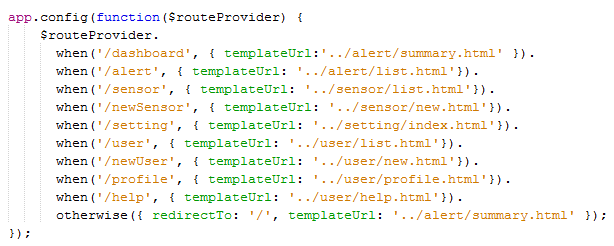 app.config(function($routeProvider) {
    $routeProvider.
      when('/dashboard', { templateUrl:'../alert/summary.html' }).
      when('/alert', { templateUrl: '../alert/list.html'}).
      when('/sensor', { templateUrl: '../sensor/list.html'}).
      when('/newSensor', { templateUrl: '../sensor/new.html'}).
      when('/setting', { templateUrl: '../setting/index.html'}).
      when('/user', { templateUrl: '../user/list.html'}).
      when('/newUser', { templateUrl: '../user/new.html'}).
      when('/profile', { templateUrl: '../user/profile.html'}).
      when('/help', { templateUrl: '../user/help.html'}).
      otherwise({ redirectTo: '/', templateUrl: '../alert/summary.html' });
});